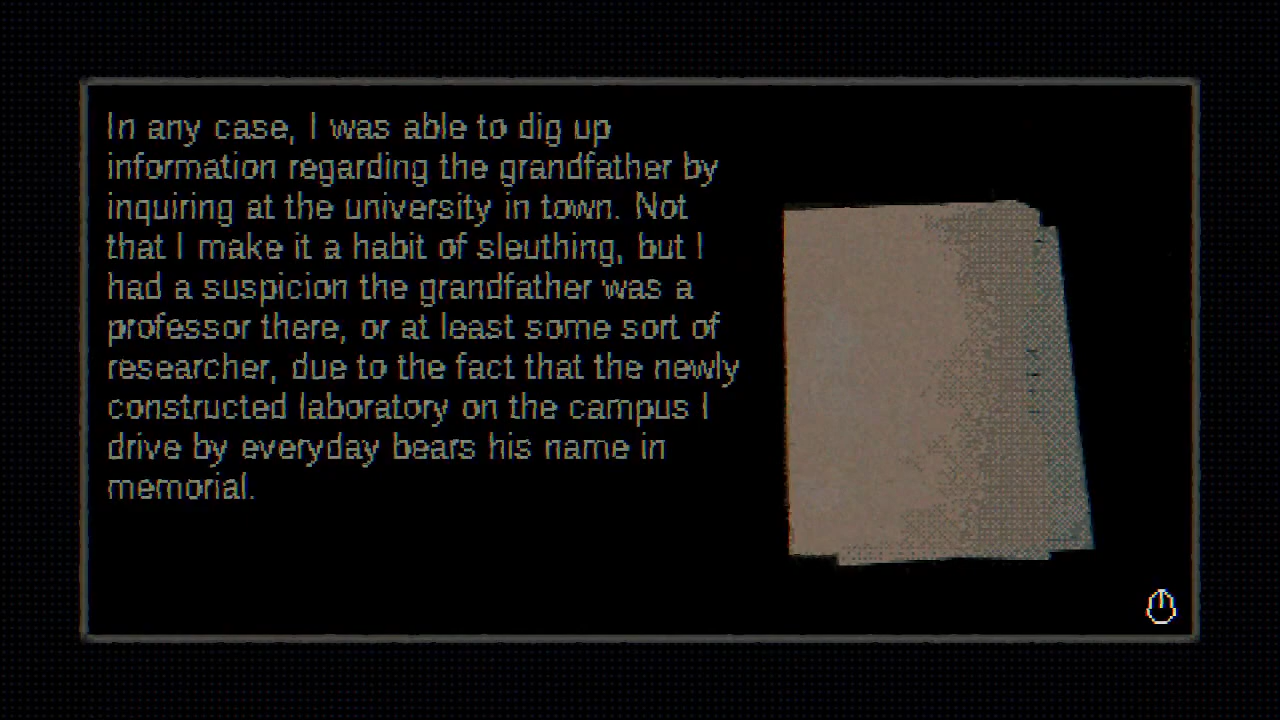 In any case, I was able to dig up
information regarding the grandfather by
inquiring at the university in town. Not
that I make it a habit of sleuthing, but I
had a suspicion the grandfather was a
professor there, or at least some sort of
researcher, due to the fact that the newly
constructed laboratory on the campus I
drive by everyday bears his name in
memorial.